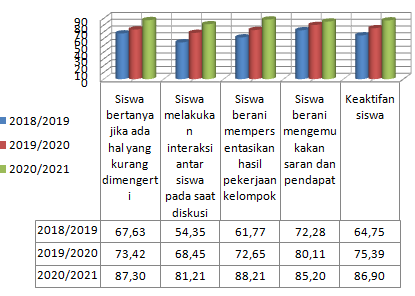 90
80
70
60
50
40
30
20
10
0
2018/2019
2019/2020
2020/2021
Siswa
bertanya
jika ada
hal yang
kurang
dimengert
i
Siswa
melakuka
n
interaksi
antar
siswa
pada saat
diskusi
Siswa
berani
mempers
entasikan
hasil
pekerjaan
kelompok
Siswa
berani
mengemu
kakan
saran dan
pendapat
Keaktifan
siswa
2018/2019 67,63 54,35 61,77 72,28 64,75
2019/2020 73,42 68,45 72,65 80,11 75,39
2020/2021 87,30 81,21 88,21 85,20 86,90